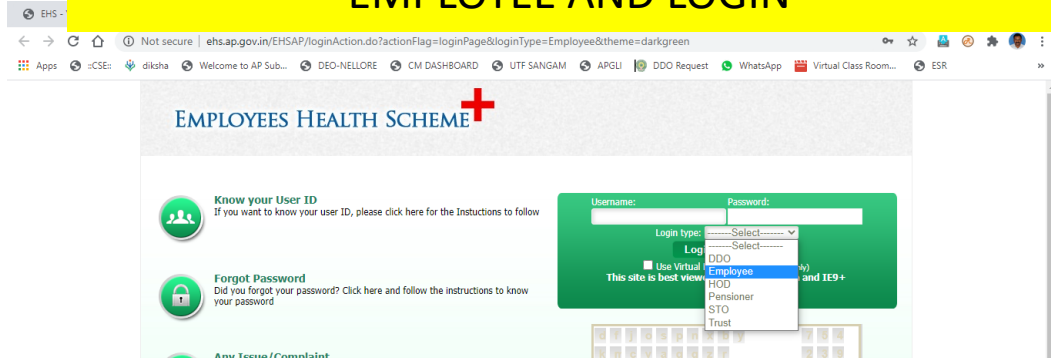 EMPLOYEE AND LOGIN
EHS -
Not secure | ehs.ap.gov.in/EHSAP/loginAction.do?actionFlag=loginPage&loginType=Employee&theme=darkgreen
Apps ::CSE:: diksha Welcome to AP Sub... DEO-NELLORE CM DASHBOARD UTF SANGAM APGLI DDO Request WhatsApp Virtual Class Room... ESR »
EMPLOYEES HEALTH SCHEME
Know your User ID
If you want to know your user ID, please click here for the Instuctions to follow
Forgot Password
Did you forgot your password? Click here and follow the instructions to know
your password
Any Issue/Complaint
Username: Password:
Login type: -------Select-------
-------Select-------
DDO
Employee
HOD
Pensioner
STO
Trust
Log
Use Virtual
This site is best view and IE9+